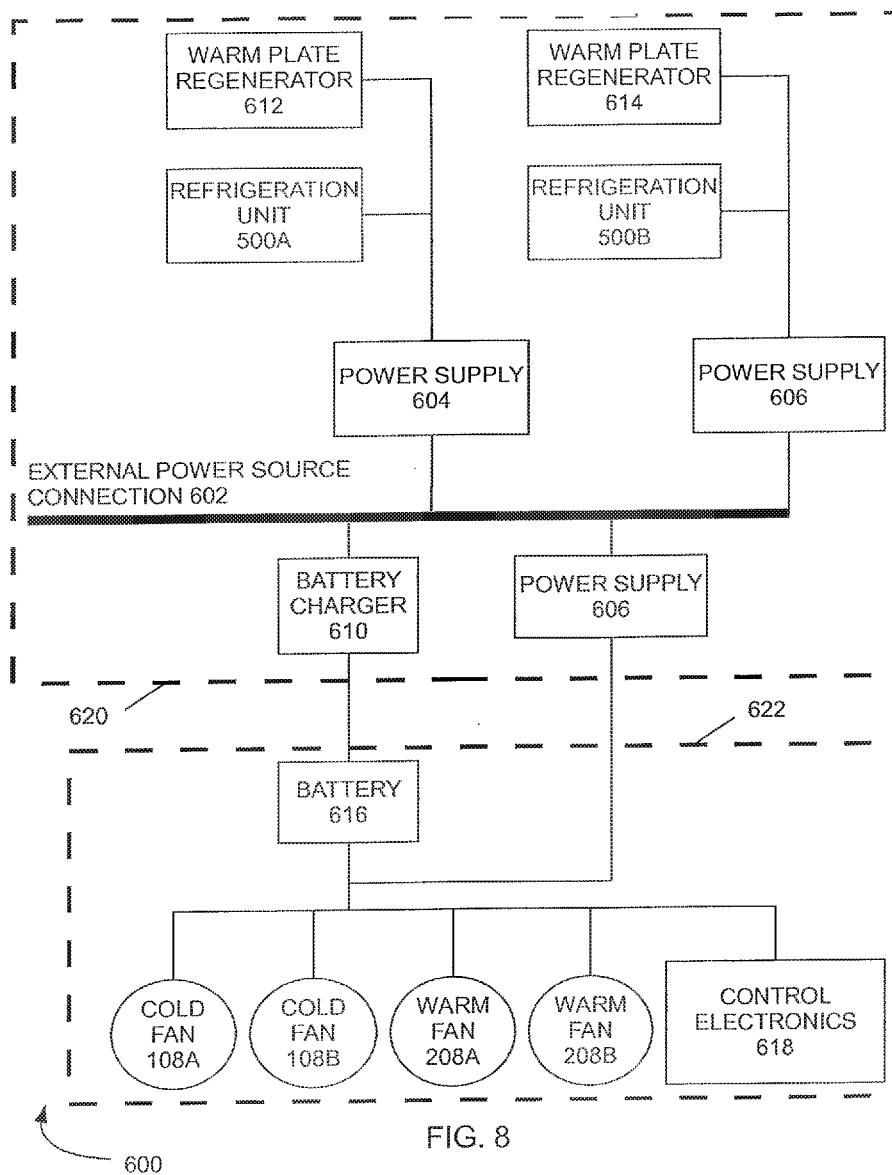 WARM PLATE
REGENERATOR
612
WARM PLATE
REGENERATOR
614
REFRIGERATION
UNIT
500A
REFRIGERATION
UNIT
500B
POWER SUPPLY
604
POWER SUPPLY
606
EXTERNAL POWER SOURCE
CONNECTION 602
BATTERY
CHARGER
610
POWER SUPPLY
606
620
622
BATTERY
616
COLD
FAN
108A
COLD
FAN
108B
WARM
FAN
208A
WARM
FAN
208B
CONTROL
ELECTRONICS
618
FIG. 8
600